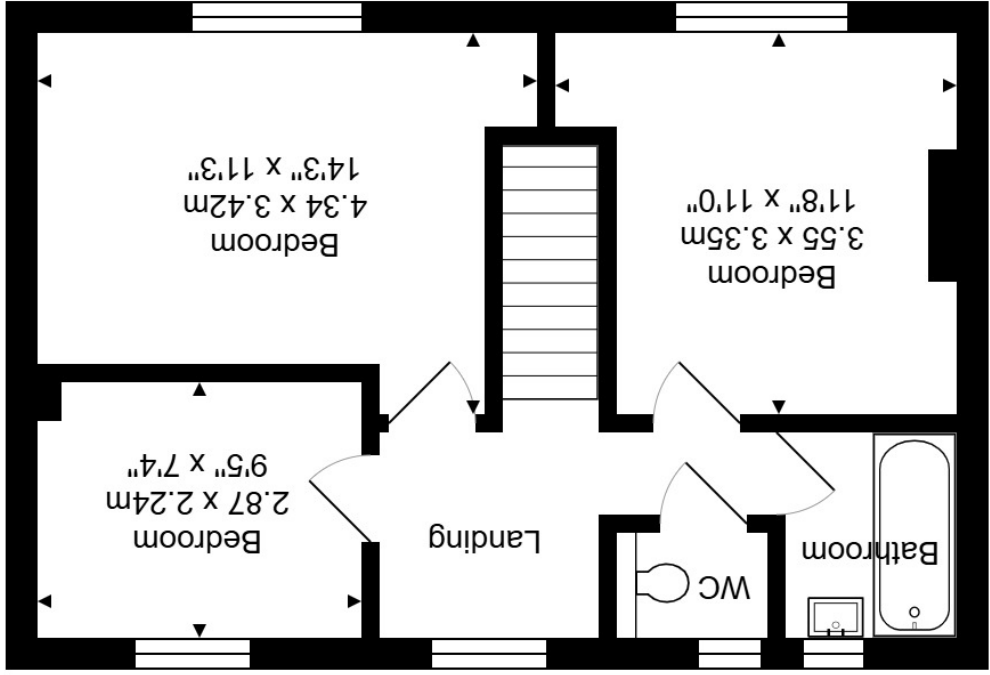 Bathroom
WC
Landing
Bedroom
2.87 x 2.24m
9'5" x 7'4"
Bedroom
3.55 x 3.35m
11'8" x 11'0"
Bedroom
4.34 x 3.42m
14'3" x 11'3"